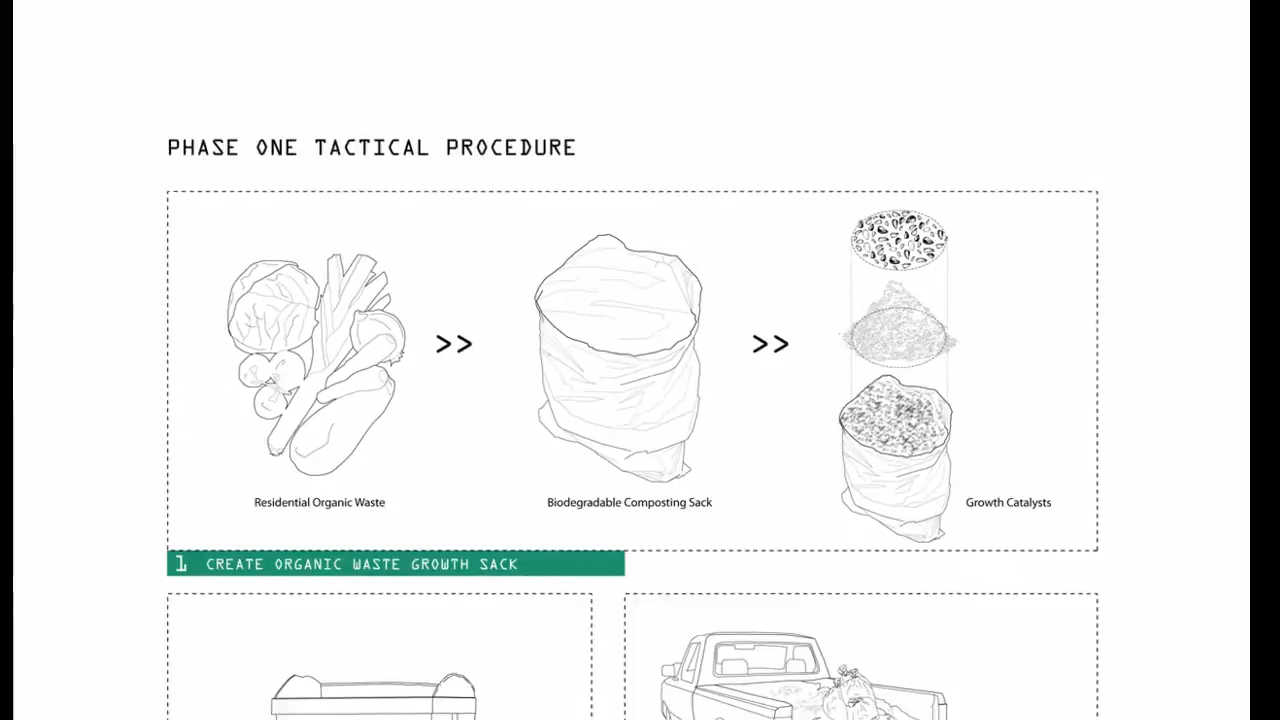 PHASE ONE TACTICAL PROCEDURE
>> >>
Residential Organic Waste Biodegradable Composting Sack Growth Catalysts
1 CREATE ORGANIC WASTE GROWTH SACK